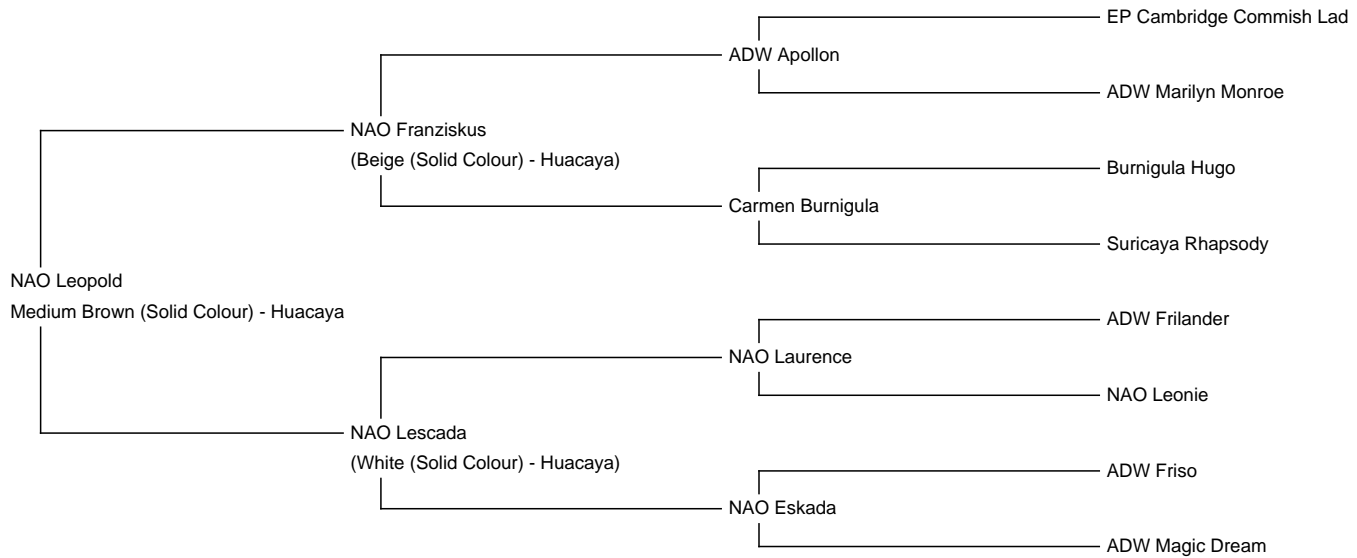 EP Cambridge Commish Lad
ADW Apollon
ADW Marilyn Monroe
NAO Franziskus
(Beige (Solid Colour) - Huacaya)
Burnigula Hugo
Carmen Burnigula
Suricaya Rhapsody
NAO Leopold
Medium Brown (Solid Colour) - Huacaya
ADW Frilander
NAO Laurence
NAO Leonie
NAO Lescada
(White (Solid Colour) - Huacaya)
ADW Friso
NAO Eskada
ADW Magic Dream